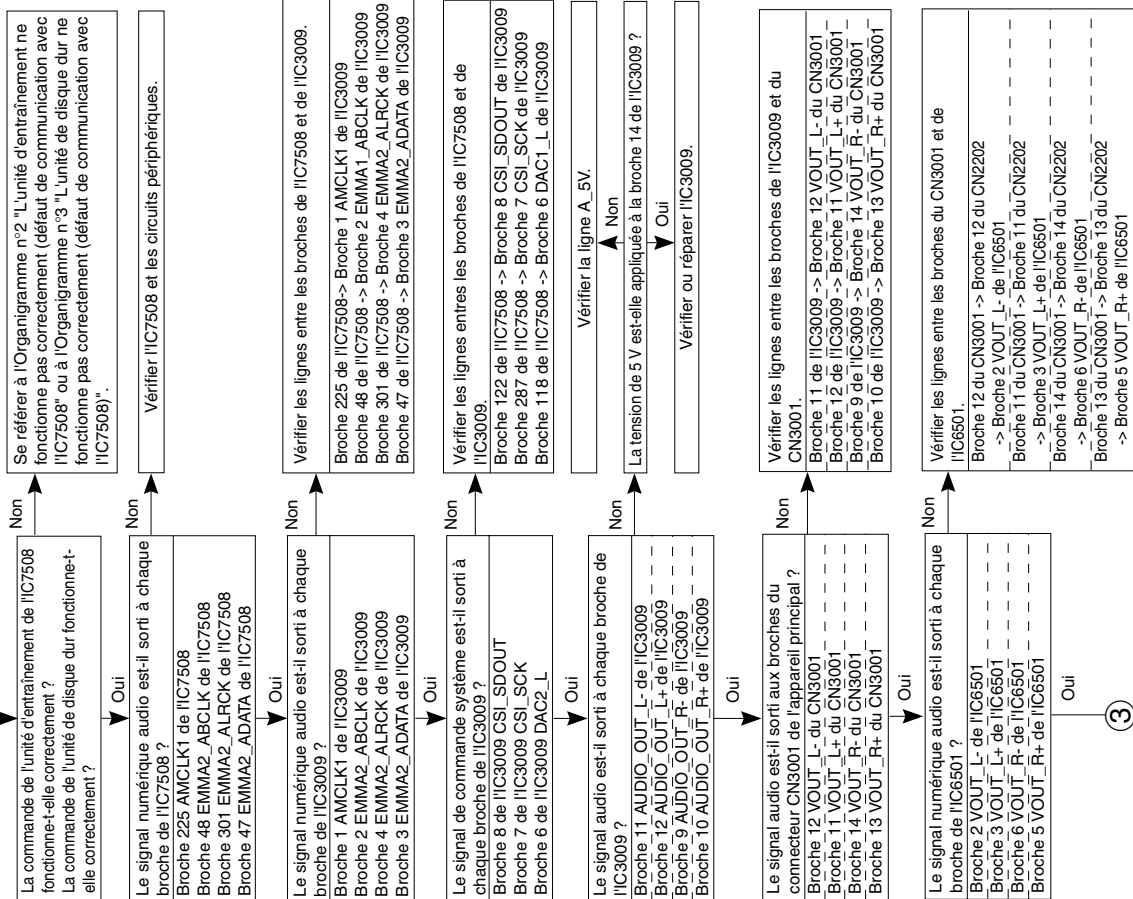 La commande de l'unité d'entraînement de l'IC7508
fonctionne-t-elle correctement ?
La commande de l'unité de disque dur fonctionne-t-
elle correctement ?
Non
Se référer à l'Organigramme n°2 "L'unité d'entraînement ne
fonctionne pas correctement (défaut de communication avec
l'IC7508" ou à l'Organigramme n°3 "L'unité de disque dur ne
fonctionne pas correctement (défaut de communication avec
l'IC7508)".
Oui
Le signal numérique audio est-il sorti à chaque
broche de l'IC7508 ?
Broche 225 AMCLK1 de l'IC7508
Broche 48 EMMA2_ABCLK de l'IC7508
Broche 301 EMMA2_ALRCK de l'IC7508
Broche 47 EMMA2_ADATA de l'IC7508
Non
Vérifier l'IC7508 et les circuits périphériques.
Oui
Le signal numérique audio est-il sorti à chaque
broche de l'IC3009 ?
Broche 1 AMCLK1 de l'IC3009
Broche 2 EMMA2_ABCLK de l'IC3009
Broche 4 EMMA2_ALRCK de l'IC3009
Broche 3 EMMA2_ADATA de l'IC3009
Non
Vérifier les lignes entre les broches de l'IC7508 et de l'IC3009.
Broche 225 de l'IC7508-> Broche 1 AMCLK1 de l'IC3009
Broche 48 de l'IC7508 -> Broche 2 EMMA1_ABCLK de l'IC3009
Broche 301 de l'IC7508 -> Broche 4 EMMA2_ALRCK de l'IC3009
Broche 47 de l'IC7508 -> Broche 3 EMMA2_ADATA de l'IC3009
Oui
Le signal de commande système est-il sorti à
chaque broche de l'IC3009 ?
Broche 8 de l'IC3009 CSI_SDOUT
Broche 7 de l'IC3009 CSI_SCK
Broche 6 de l'IC3009 DAC2_L
Non
Vérifier les lignes entres les broches de l'IC7508 et de
l'IC3009.
Broche 122 de l'IC7508 -> Broche 8 CSI_SDOUT de l'IC3009
Broche 287 de l'IC7508 -> Broche 7 CSI_SCK de l'IC3009
Broche 118 de l'IC7508 -> Broche 6 DAC1_L de l'IC3009
Oui
Le signal audio est-il sorti à chaque broche de
l'IC3009 ?
Broche 11 AUDIO_OUT_L- de l'IC3009
Broche 12 AUDIO_OUT_L+ de l'IC3009
Broche 9 AUDIO_OUT_R- de l'IC3009
Broche 10 AUDIO_OUT_R+ de l'IC3009
Non
Vérifier la ligne A_5V.
Non
La tension de 5 V est-elle appliquée à la broche 14 de l'IC3009 ?
Oui
Vérifier ou réparer l'IC3009.
Oui
Le signal audio est-il sorti aux broches du
connecteur CN3001 de l'appareil principal ?
Broche 12 VOUT_L- du CN3001
Broche 11 VOUT_L+ du CN3001
Broche 14 VOUT_R- du CN3001
Broche 13 VOUT_R+ du CN3001
Non
Vérifier les lignes entre les broches de l'IC3009 et du
CN3001.
Broche 11 de l'IC3009 -> Broche 12 VOUT_L- du CN3001
Broche 12 de l'IC3009 -> Broche 11 VOUT_L+ du CN3001
Broche 9 de l'IC3009 -> Broche 14 VOUT_R- du CN3001
Broche 10 de l'IC3009 -> Broche 13 VOUT_R+ du CN3001
Oui
Le signal numérique audio est-il sorti à chaque
broche de l'IC6501 ?
Broche 2 VOUT_L- de l'IC6501
Broche 3 VOUT_L+ de l'IC6501
Broche 6 VOUT_R- de l'IC6501
Broche 5 VOUT_R+ de l'IC6501
Non
Vérifier les lignes entre les broches du CN3001 et de
l'IC6501.
Broche 12 du CN3001 -> Broche 12 du CN2202
-> Broche 2 VOUT_L- de l'IC6501
Broche 11 du CN3001 -> Broche 11 du CN2202
-> Broche 3 VOUT_L+ de l'IC6501
Broche 14 du CN3001 -> Broche 14 du CN2202
-> Broche 6 VOUT_R- de l'IC6501
Broche 13 du CN3001 -> Broche 13 du CN2202
-> Broche 5 VOUT_R+ de l'IC6501
Oui
③